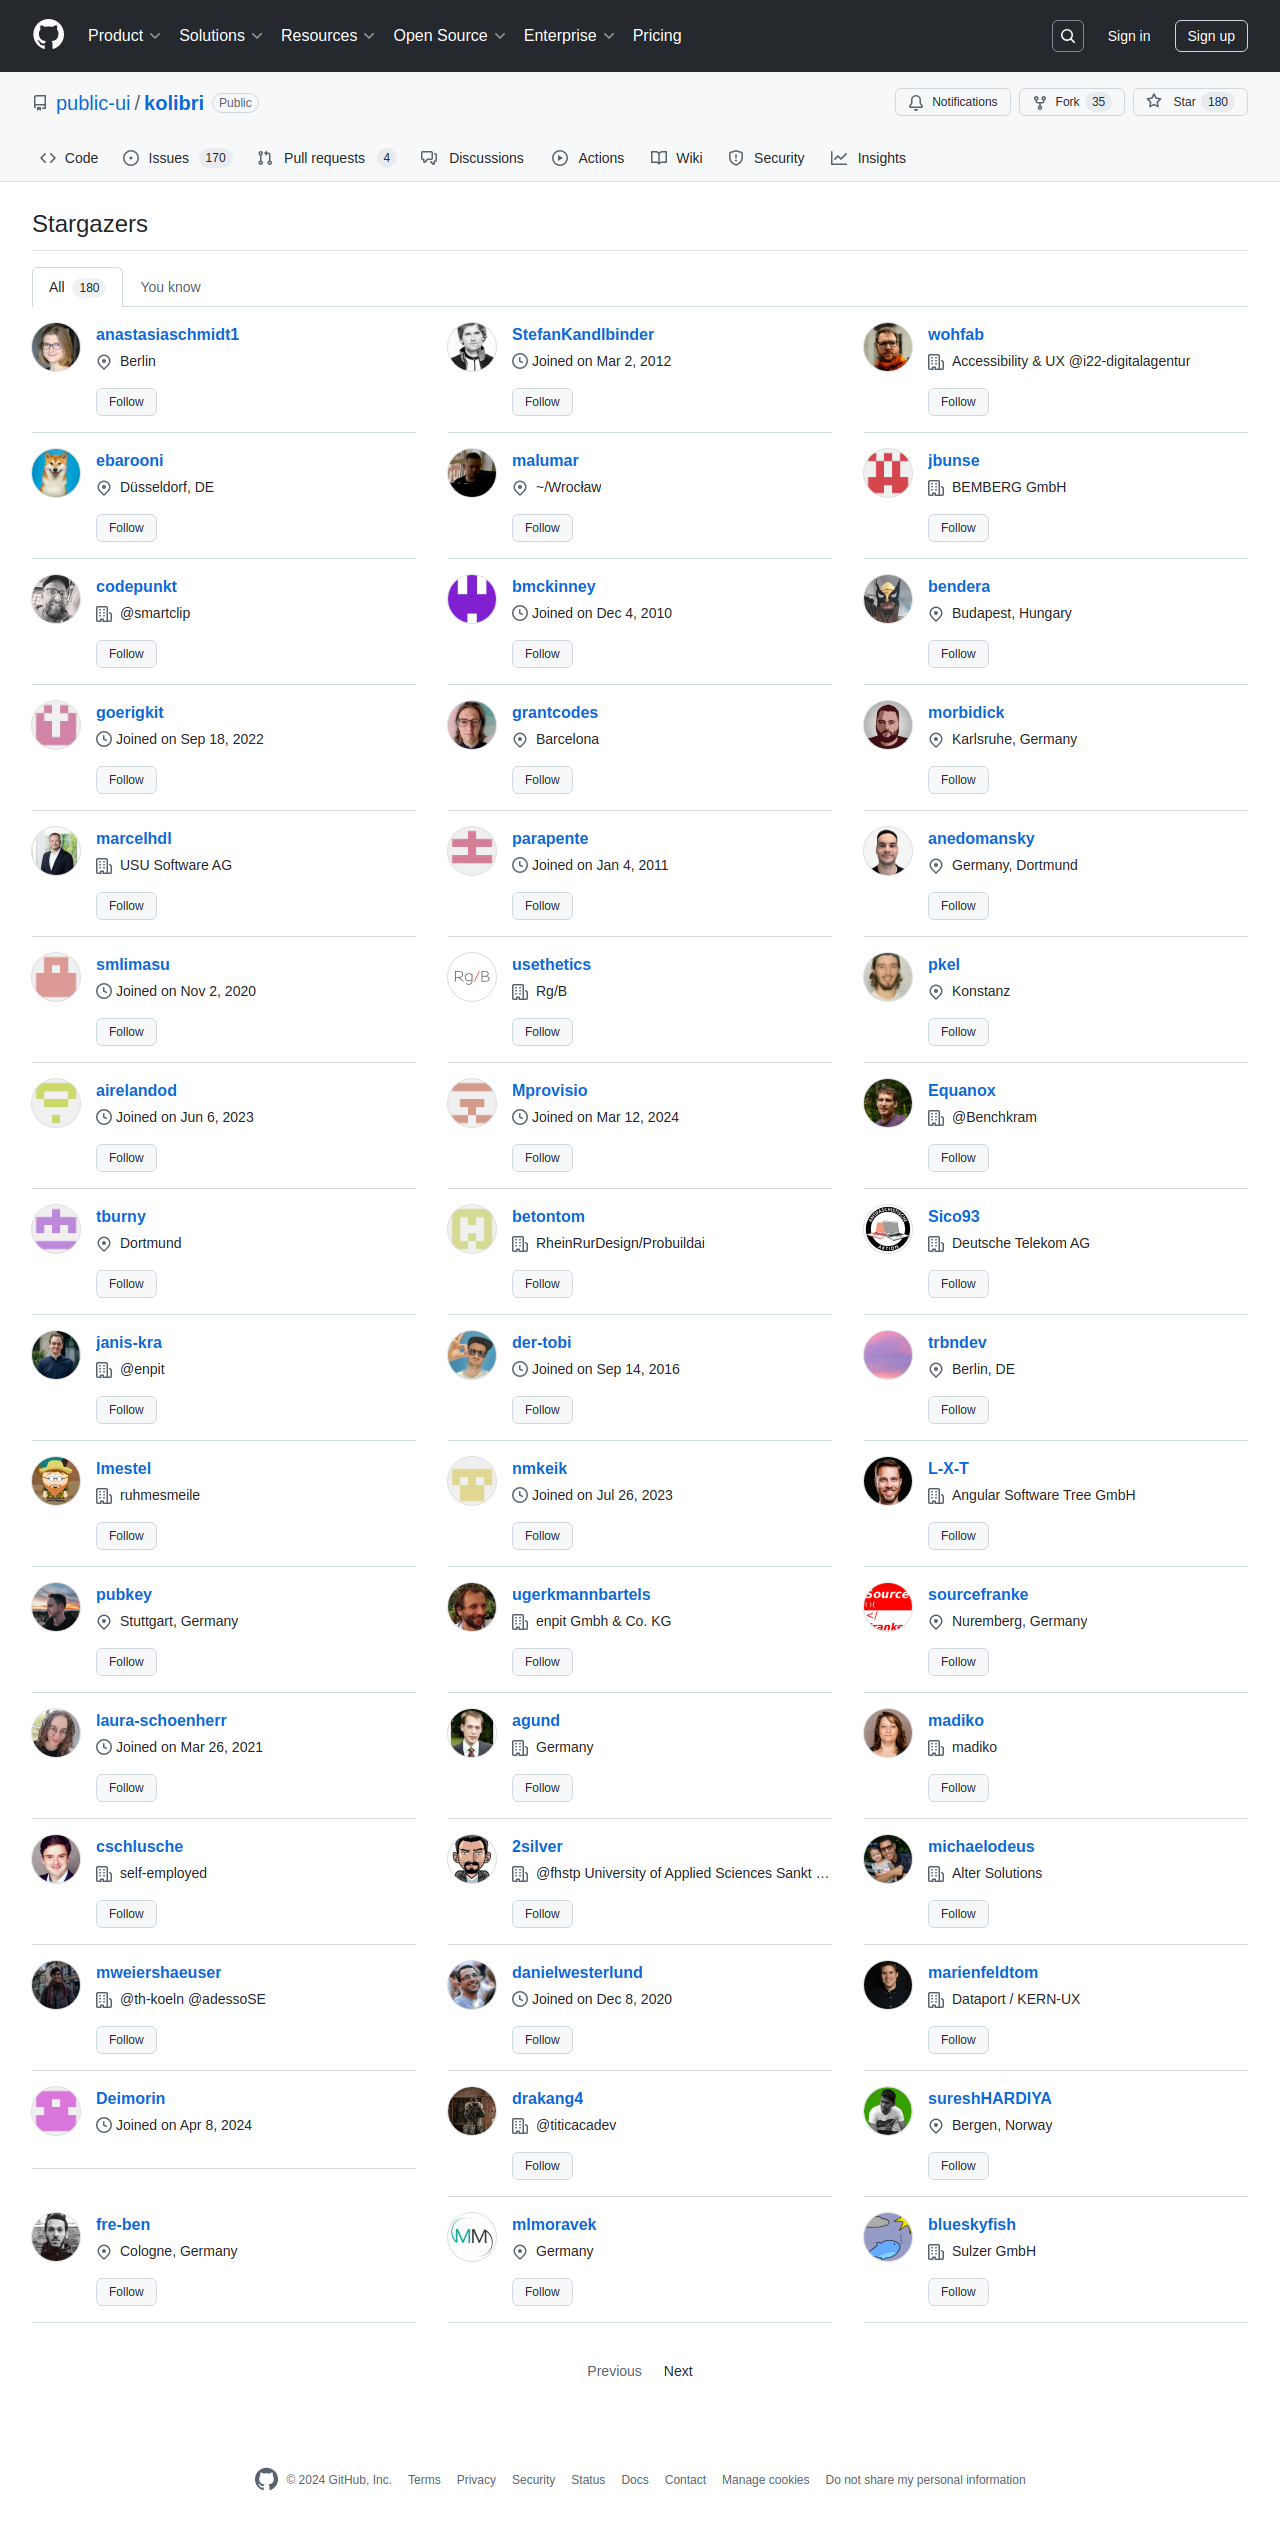 Product Solutions Resources Open Source Enterprise Pricing Sign in Sign up
public-ui / kolibri Public Notifications Fork 35 Star 180
Code Issues 170 Pull requests 4 Discussions Actions Wiki Security Insights
Stargazers
All 180 You know
anastasiaschmidt1 StefanKandlbinder wohfab
Berlin Joined on Mar 2, 2012 Accessibility & UX @i22-digitalagentur
Follow Follow Follow
ebarooni malumar jbunse
Düsseldorf, DE ~/Wrocław BEMBERG GmbH
Follow Follow Follow
codepunkt bmckinney bendera
@smartclip Joined on Dec 4, 2010 Budapest, Hungary
Follow Follow Follow
goerigkit grantcodes morbidick
Joined on Sep 18, 2022 Barcelona Karlsruhe, Germany
Follow Follow Follow
marcelhdl parapente anedomansky
USU Software AG Joined on Jan 4, 2011 Germany, Dortmund
Follow Follow Follow
smlimasu usethetics pkel
Rg/B
Joined on Nov 2, 2020 Rg/B Konstanz
Follow Follow Follow
airelandod Mprovisio Equanox
Joined on Jun 6, 2023 Joined on Mar 12, 2024 @Benchkram
Follow Follow Follow
tburny betontom Sico93
Dortmund RheinRurDesign/Probuildai Deutsche Telekom AG
Follow Follow Follow
janis-kra der-tobi trbndev
@enpit Joined on Sep 14, 2016 Berlin, DE
Follow Follow Follow
lmestel nmkeik L-X-T
ruhmesmeile Joined on Jul 26, 2023 Angular Software Tree GmbH
Follow Follow Follow
pubkey ugerkmannbartels Source sourcefranke
Stuttgart, Germany enpit Gmbh & Co. KG </ Nuremberg, Germany
franke
Follow Follow Follow
laura-schoenherr agund madiko
Joined on Mar 26, 2021 Germany madiko
Follow Follow Follow
cschlusche 2silver michaelodeus
self-employed @fhstp University of Applied Sciences Sankt … Alter Solutions
Follow Follow Follow
mweiershaeuser danielwesterlund marienfeldtom
@th-koeln @adessoSE Joined on Dec 8, 2020 Dataport / KERN-UX
Follow Follow Follow
Deimorin drakang4 sureshHARDIYA
Joined on Apr 8, 2024 @titicacadev Bergen, Norway
Follow Follow
fre-ben mlmoravek blueskyfish
MM
Cologne, Germany Germany Sulzer GmbH
Follow Follow Follow
Previous Next
© 2024 GitHub, Inc. Terms Privacy Security Status Docs Contact Manage cookies Do not share my personal information